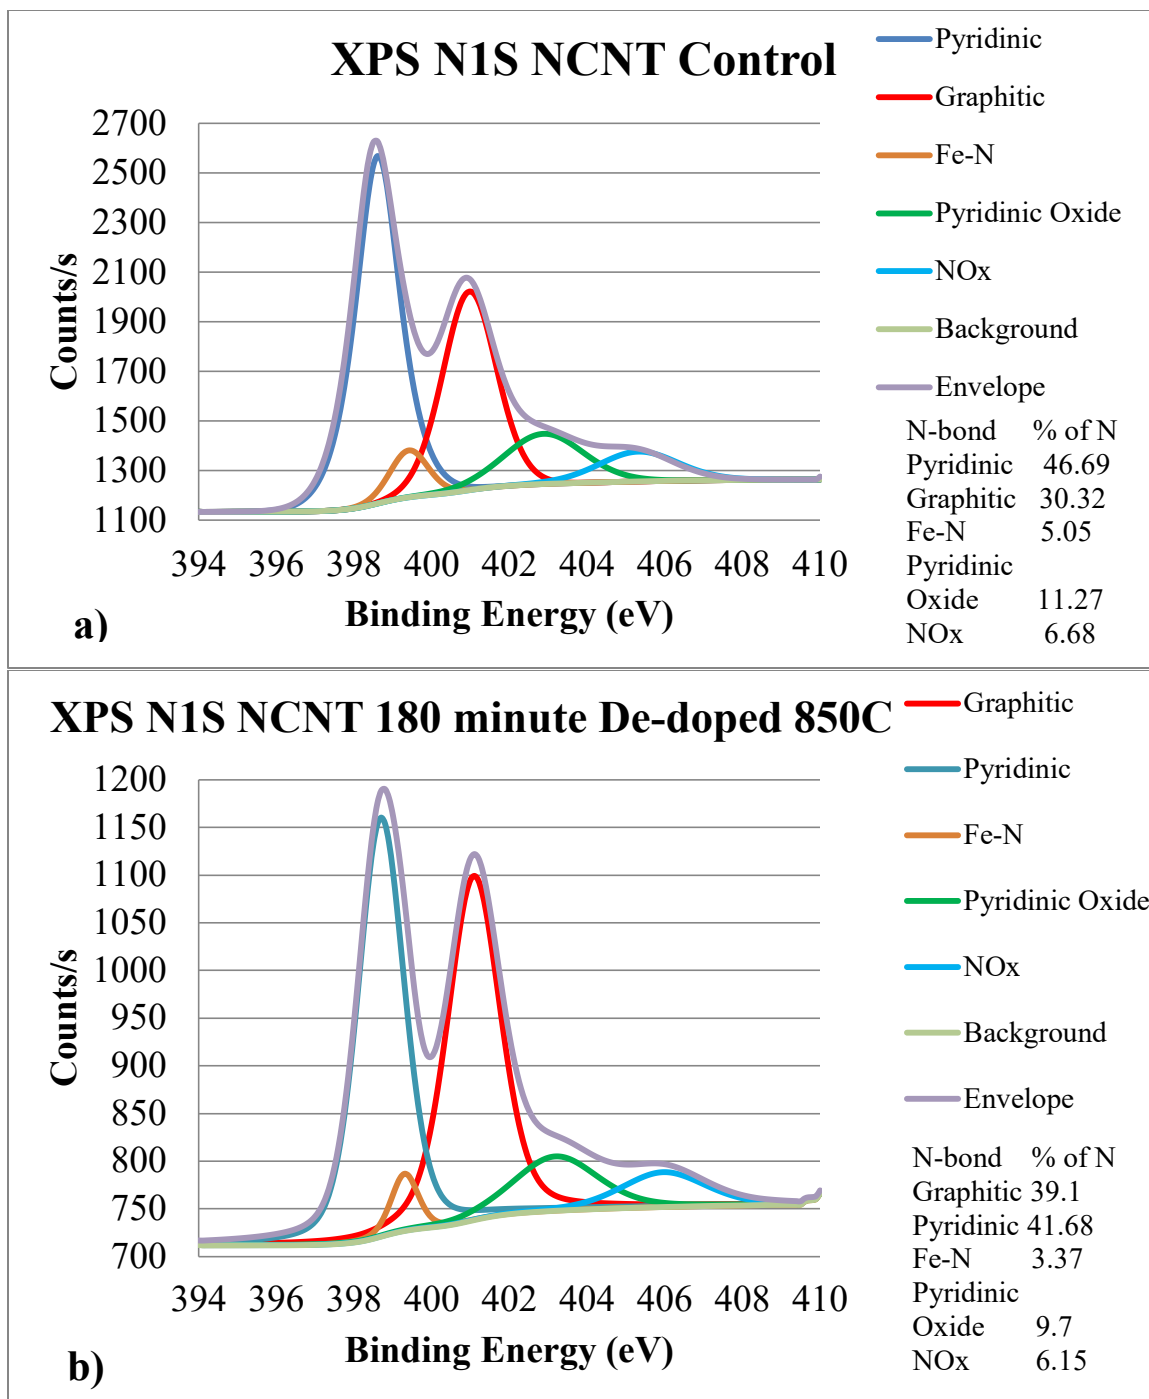 XPS N1S NCNT Control
Counts/s
2700
2500
2300
2100
1900
1700
1500
1300
1100
394 396 398 400 402 404 406 408 410
Binding Energy (eV)
a)
Pyridinic
Graphitic
Fe-N
Pyridinic Oxide
NOx
Background
Envelope
N-bond % of N
Pyridinic 46.69
Graphitic 30.32
Fe-N 5.05
Pyridinic
Oxide 11.27
NOx 6.68
XPS N1S NCNT 180 minute De-doped 850C
Counts/s
1200
1150
1100
1050
1000
950
900
850
800
750
700
394 396 398 400 402 404 406 408 410
Binding Energy (eV)
b)
Graphitic
Pyridinic
Fe-N
Pyridinic Oxide
NOx
Background
Envelope
N-bond % of N
Graphitic 39.1
Pyridinic 41.68
Fe-N 3.37
Pyridinic
Oxide 9.7
NOx 6.15